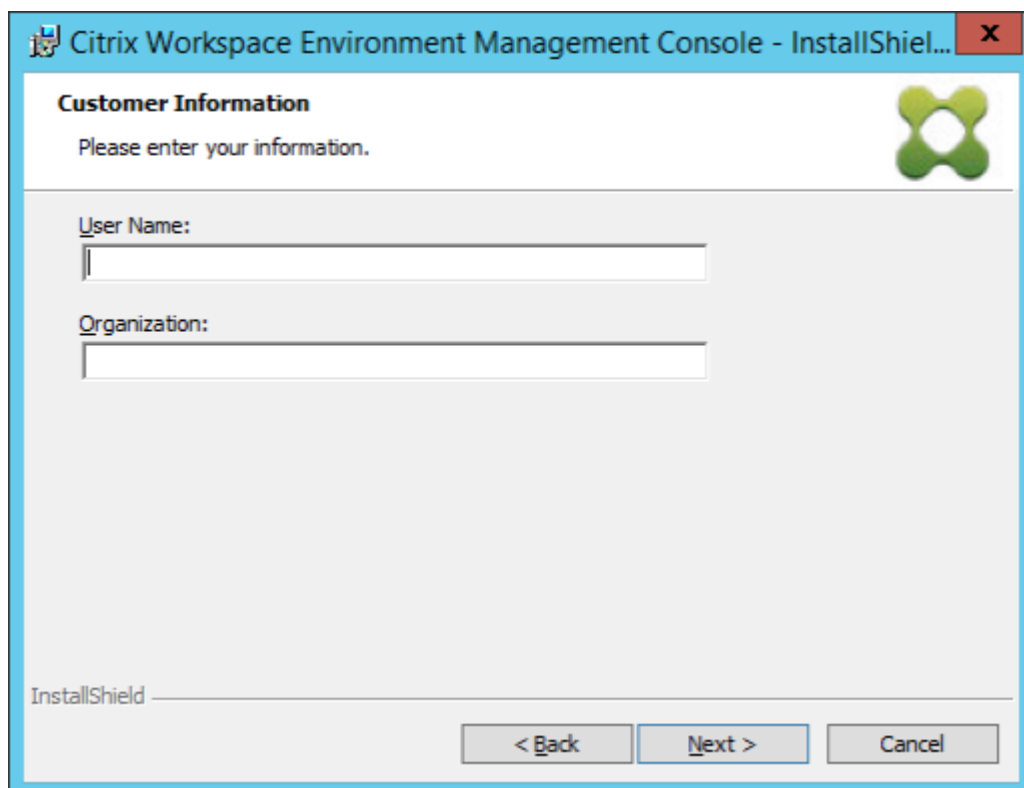 Citrix Workspace Environment Management Console - InstallShiel...
x
Customer Information
Please enter your information.
User Name:
Organization:
InstallShield
< Back
Next >
Cancel